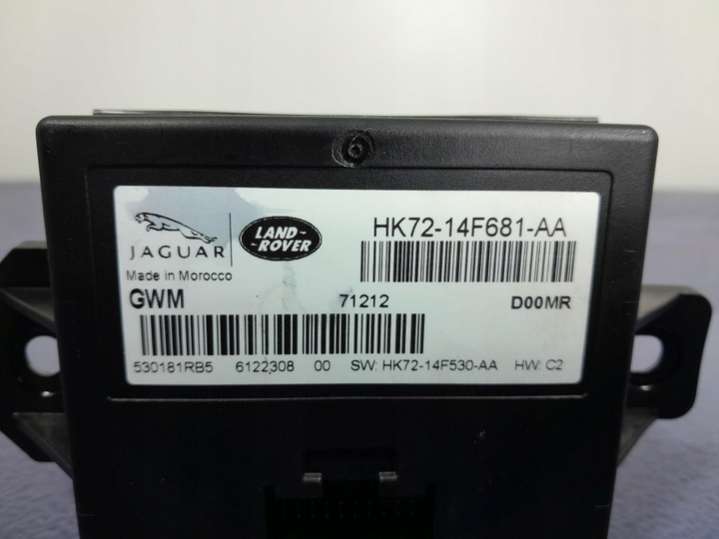 JAGUAR
LAND-
-ROVER
HK72-14F681-AA
Made in Morocco
GWM 71212 D00MR
530181RB5 6122308 00 SW: HK72-14F530-AA HW: C2